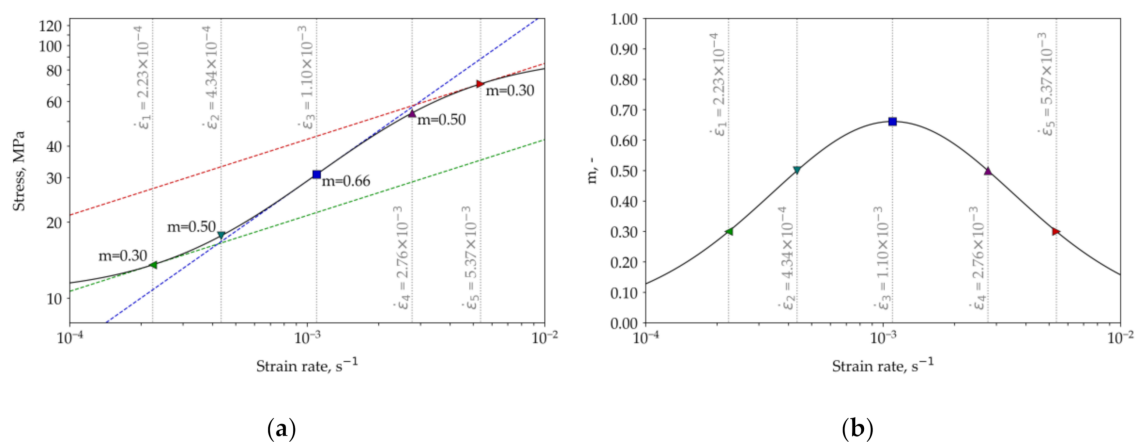 120
100
80
60
40
30
20
10
Stress, MPa
10⁻⁴
10⁻³
10⁻²
Strain rate, s⁻¹
ε̇₁ = 2.23×10⁻⁴
ε̇₂ = 4.34×10⁻⁴
ε̇₃ = 1.10×10⁻³
ε̇₄ = 2.76×10⁻³
ε̇₅ = 5.37×10⁻³
m=0.30
m=0.50
m=0.66
m=0.50
m=0.30
(a)
1.00
0.90
0.80
0.70
0.60
0.50
0.40
0.30
0.20
0.10
0.00
m, -
10⁻⁴
10⁻³
10⁻²
Strain rate, s⁻¹
ε̇₁ = 2.23×10⁻⁴
ε̇₂ = 4.34×10⁻⁴
ε̇₃ = 1.10×10⁻³
ε̇₄ = 2.76×10⁻³
ε̇₅ = 5.37×10⁻³
(b)